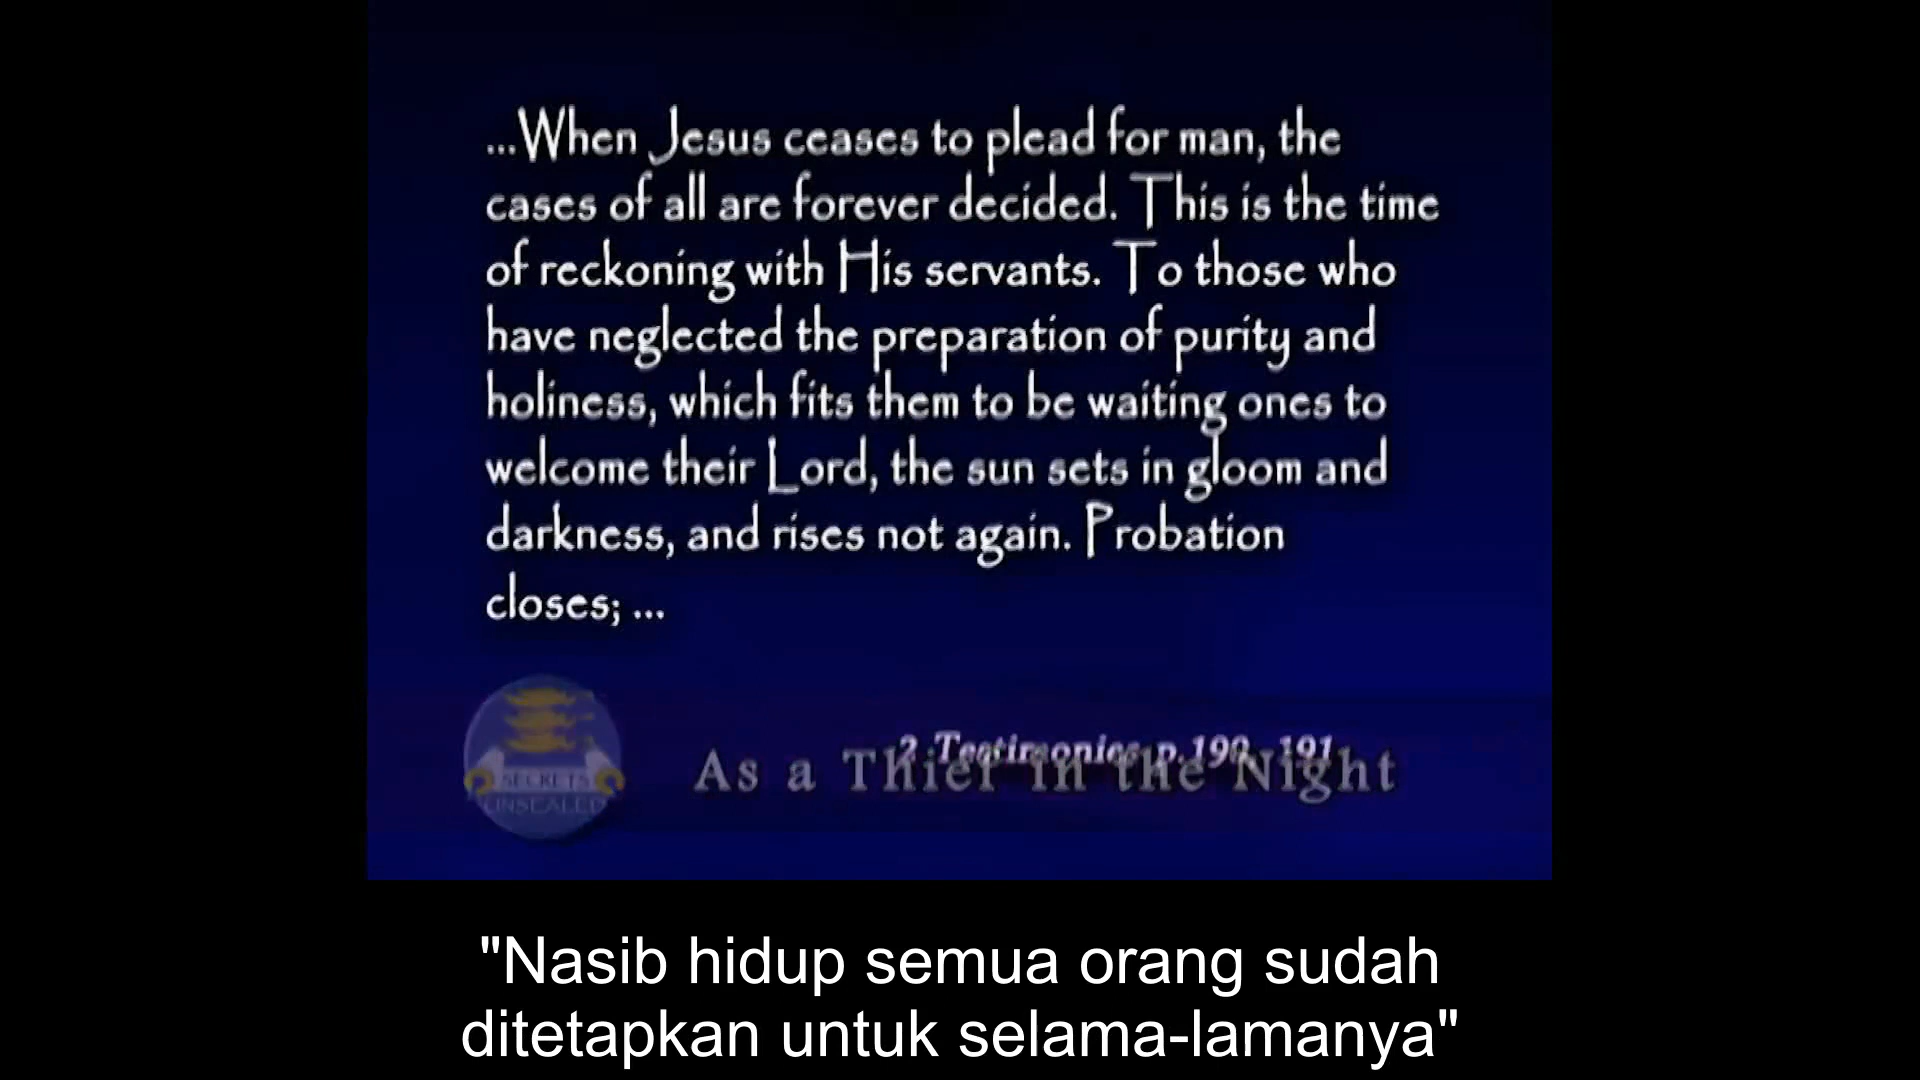 ...When Jesus ceases to plead for man, the
cases of all are forever decided. This is the time
of reckoning with His servants. To those who
have neglected the preparation of purity and
holiness, which fits them to be waiting ones to
welcome their Lord, the sun sets in gloom and
darkness, and rises not again. Probation
closes; ...
2 Testimonies p.190, 191
As a Thief in the Night
SECRETS
UNSEALED
"Nasib hidup semua orang sudah
ditetapkan untuk selama-lamanya"